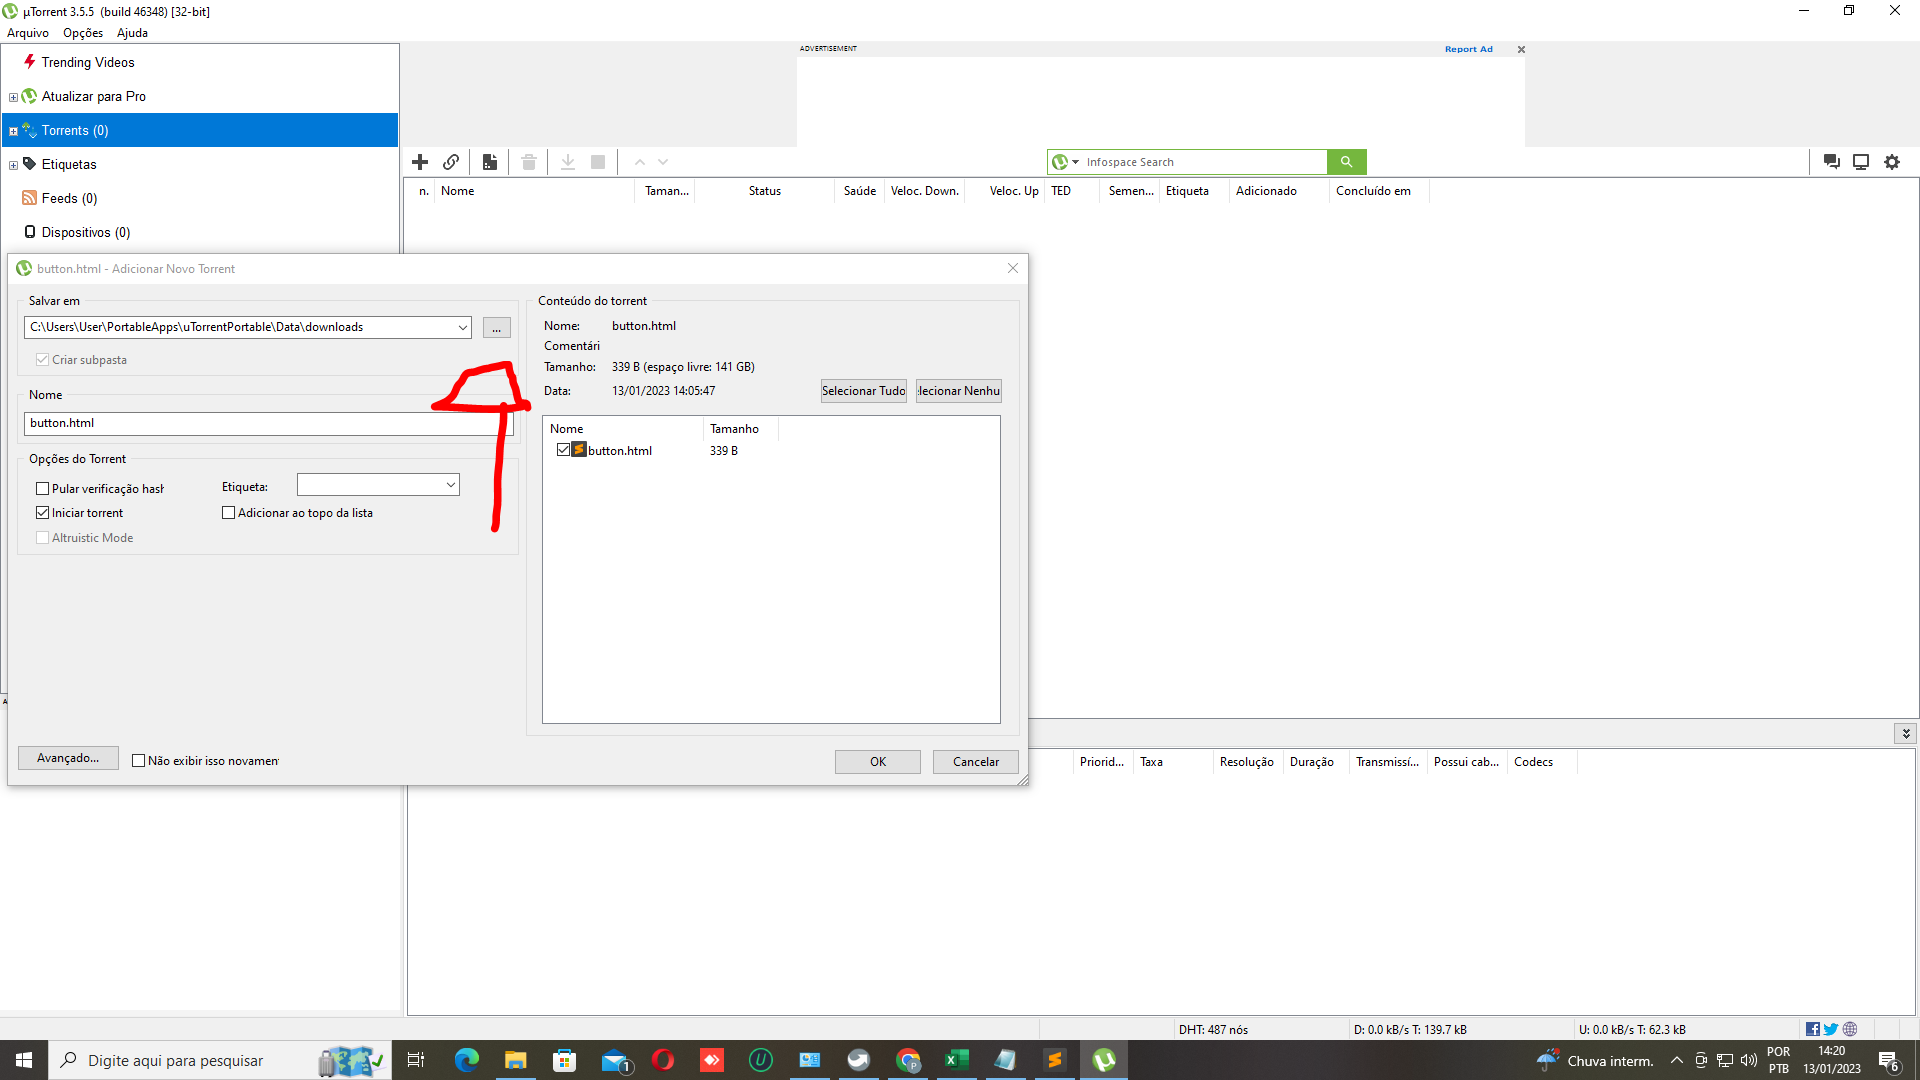 µTorrent 3.5.5 (build 46348) [32-bit]
Arquivo Opções Ajuda
ADVERTISEMENT
Report Ad
Trending Videos
Atualizar para Pro
Torrents (0)
Etiquetas
Feeds (0)
Dispositivos (0)
Infospace Search
n. Nome Taman... Status Saúde Veloc. Down. Veloc. Up TED Semen... Etiqueta Adicionado Concluído em
button.html - Adicionar Novo Torrent
Salvar em
C:\Users\User\PortableApps\uTorrentPortable\Data\downloads
...
Criar subpasta
Nome
button.html
Opções do Torrent
Pular verificação hash
Etiqueta:
Iniciar torrent
Adicionar ao topo da lista
Altruistic Mode
Conteúdo do torrent
Nome: button.html
Comentári
Tamanho: 339 B (espaço livre: 141 GB)
Data: 13/01/2023 14:05:47
Selecionar Tudo
lecionar Nenhu
Nome Tamanho
button.html 339 B
Avançado...
Não exibir isso novamen
OK
Cancelar
Priorid... Taxa Resolução Duração Transmissí... Possui cab... Codecs
DHT: 487 nós
D: 0.0 kB/s T: 139.7 kB
U: 0.0 kB/s T: 62.3 kB
Digite aqui para pesquisar
1
Chuva interm.
POR
PTB
14:20
13/01/2023
6